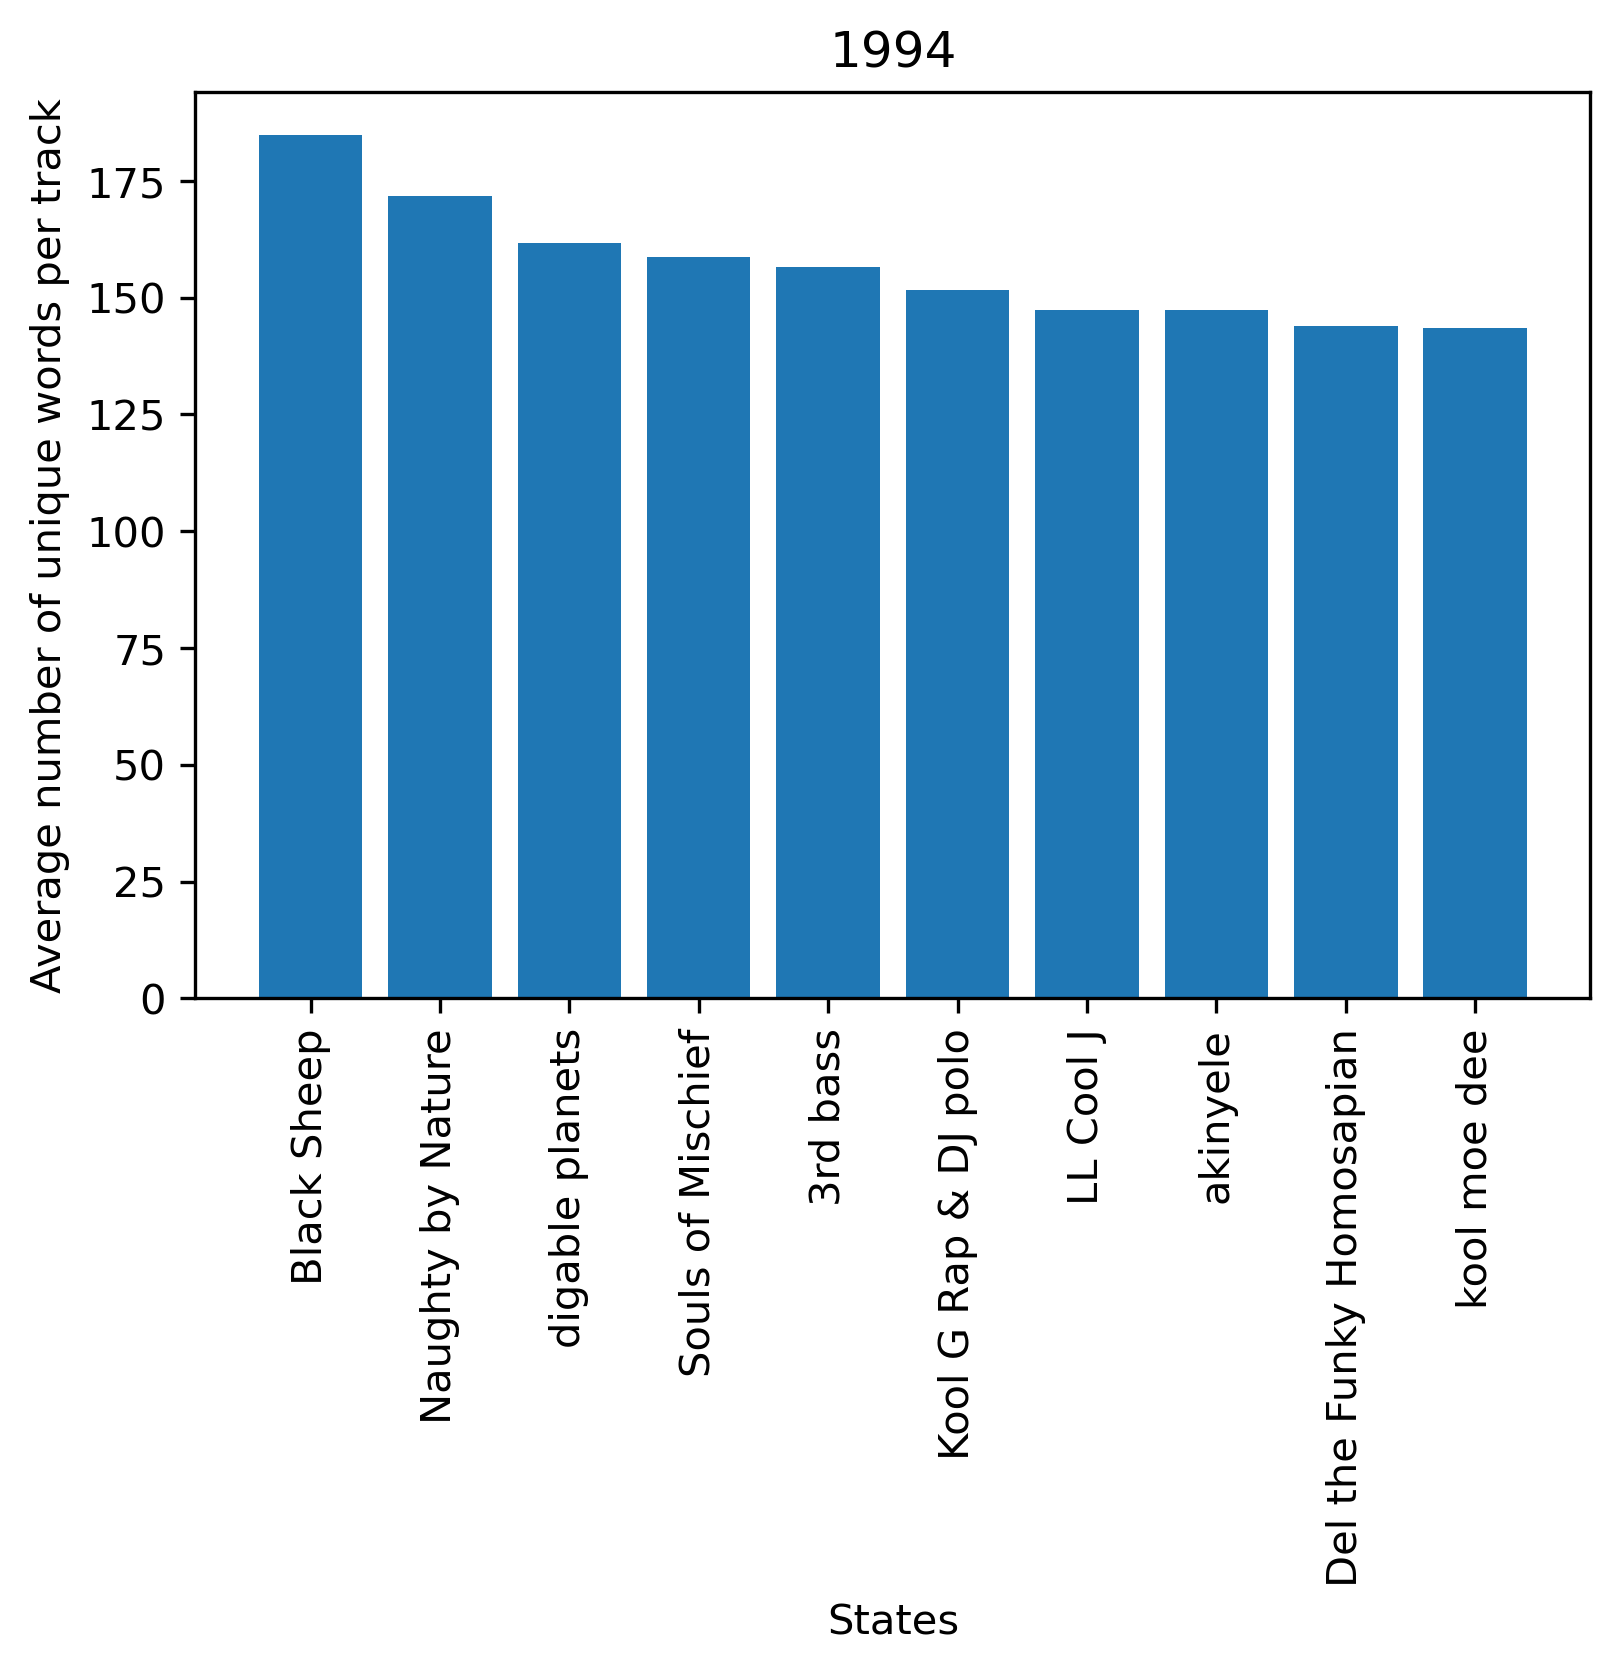 1994
Average number of unique words per track
175
150
125
100
75
50
25
0
Black Sheep
Naughty by Nature
digable planets
Souls of Mischief
3rd bass
Kool G Rap & DJ polo
LL Cool J
akinyele
Del the Funky Homosapian
kool moe dee
States